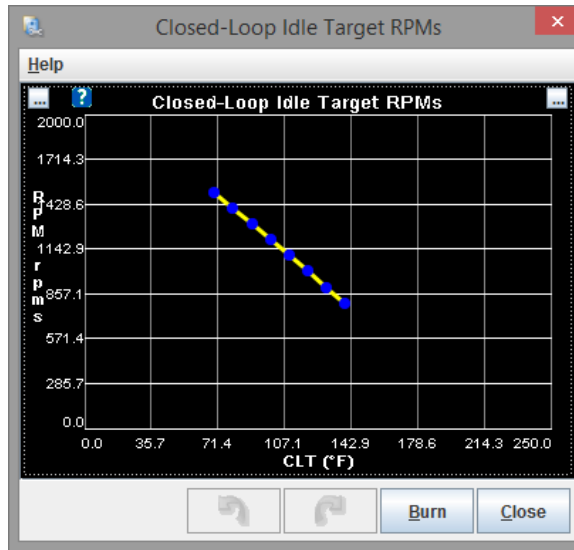 Closed-Loop Idle Target RPMs
Help
... ? Closed-Loop Idle Target RPMs ...
2000.0
1714.3
1428.6
1142.9
857.1
571.4
285.7
0.0
RPM rpms
0.0 35.7 71.4 107.1 142.9 178.6 214.3 250.0
CLT (°F)
Burn Close